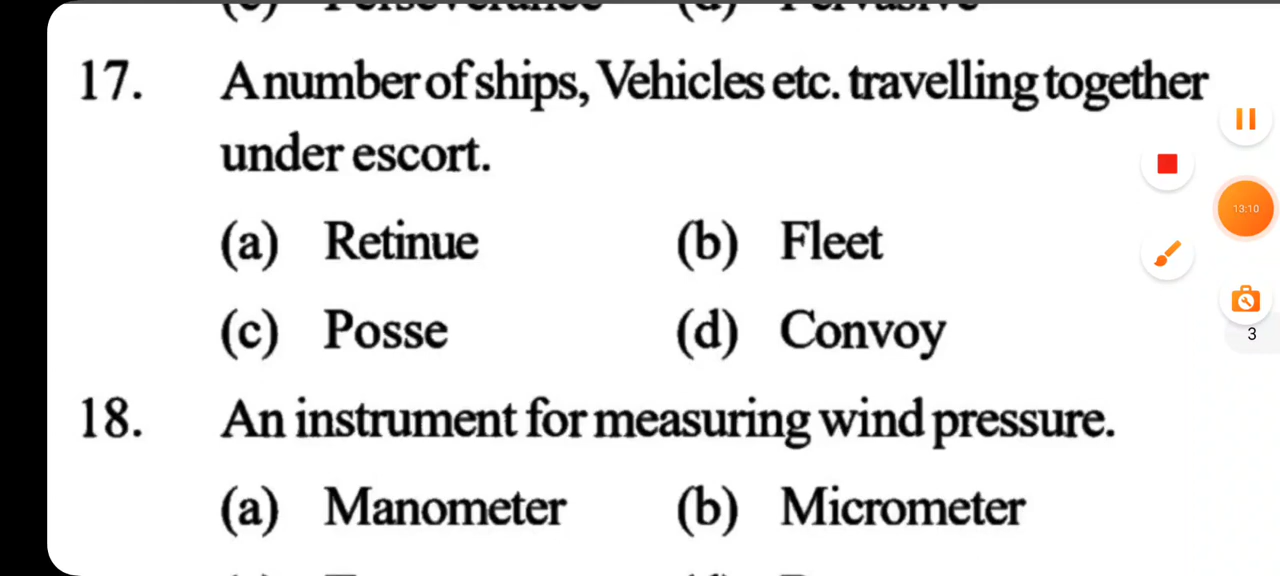 17. A number of ships, Vehicles etc. travelling together
under escort.
(a) Retinue (b) Fleet
(c) Posse (d) Convoy
18. An instrument for measuring wind pressure.
(a) Manometer (b) Micrometer
13:10
3